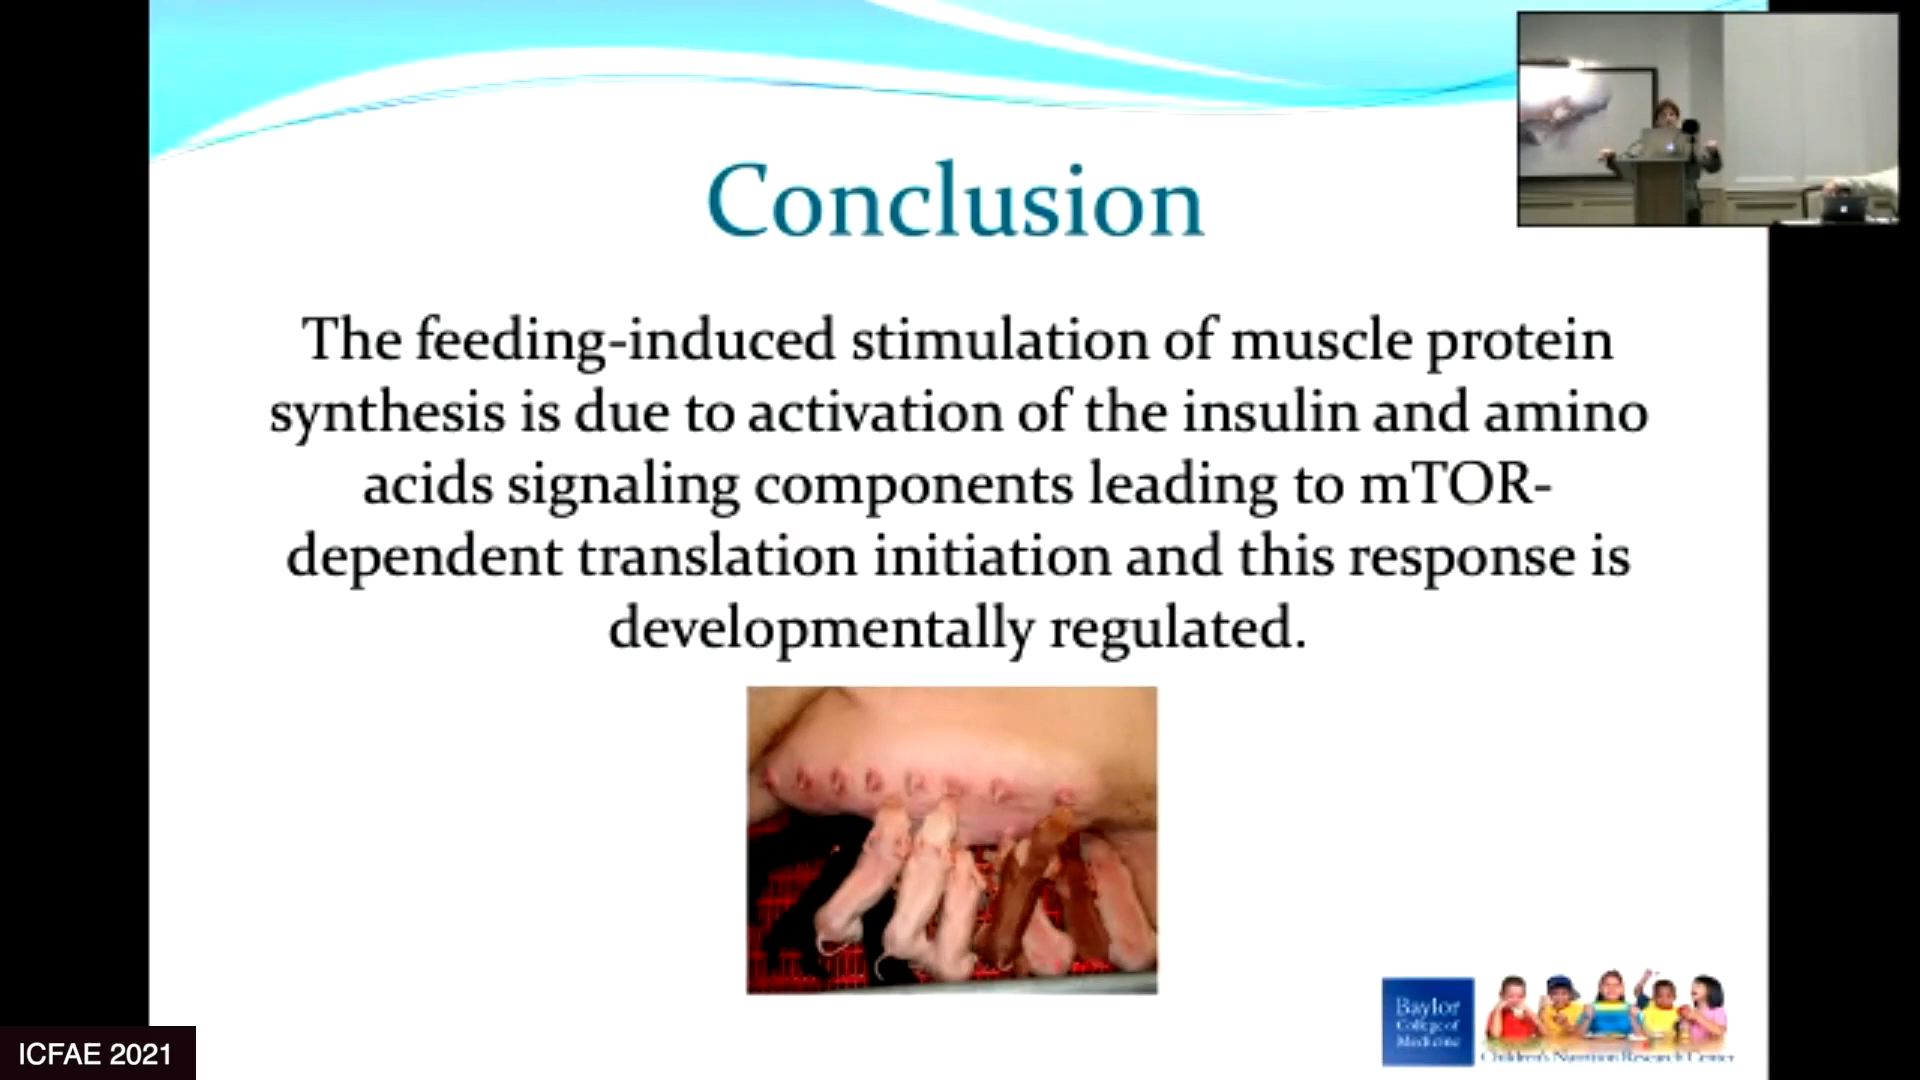 Conclusion
The feeding-induced stimulation of muscle protein
synthesis is due to activation of the insulin and amino
acids signaling components leading to mTOR-
dependent translation initiation and this response is
developmentally regulated.
Baylor
College of
Medicine
Children's Nutrition Research Center
ICFAE 2021